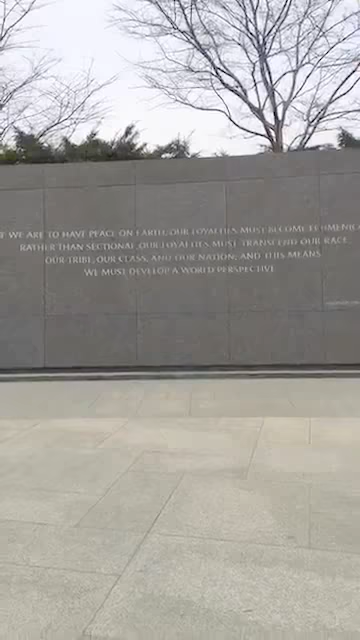 F WE ARE TO HAVE PEACE ON EARTH, OUR LOYALTIES MUST BECOME ECUMENICA
RATHER THAN SECTIONAL. OUR LOYALTIES MUST TRANSCEND OUR RACE,
OUR TRIBE, OUR CLASS, AND OUR NATION; AND THIS MEANS
WE MUST DEVELOP A WORLD PERSPECTIVE.